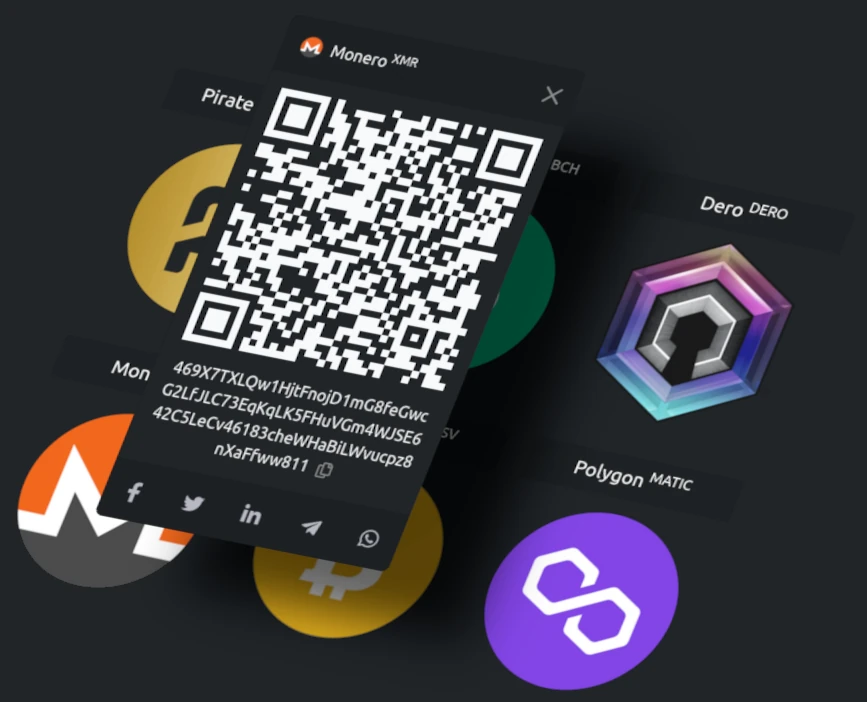 Monero XMR
Pirate
BCH
Dero DERO
469X7TXLQw1HjtFnojD1mG8feGwc
G2LfJLC73EqKqLK5FHuVGm4WJSE6
42C5LeCv46183cheWHaBiLWvucpz8
nXaFfww811
Mon
SV
Polygon MATIC